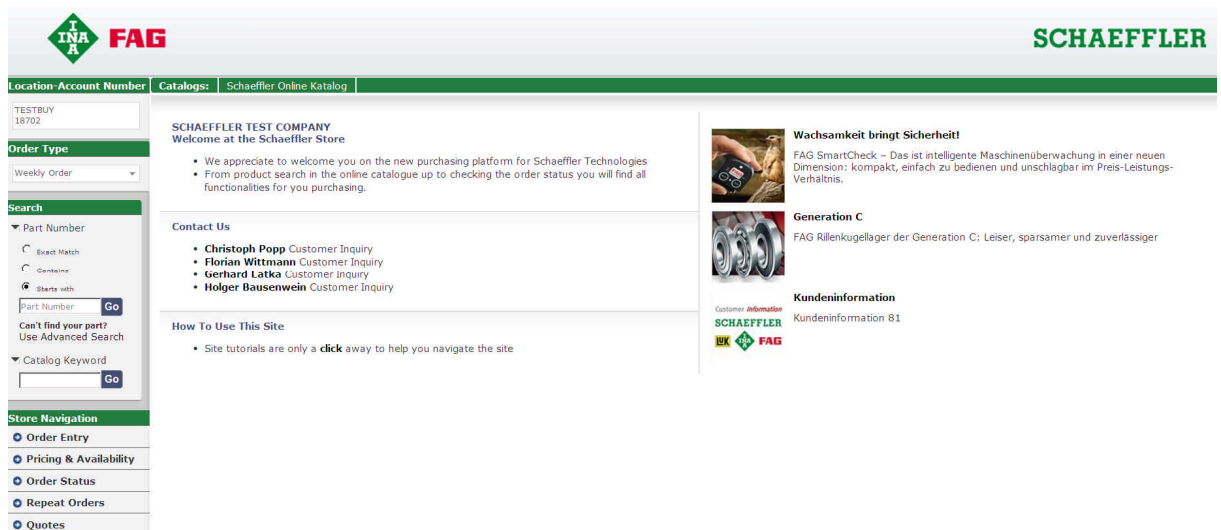 INA
INA
FAG
SCHAEFFLER
Location-Account Number
Catalogs: Schaeffler Online Katalog
TESTBUY
18702
Order Type
Weekly Order
Search
Part Number
Exact Match
Contains
Starts with
Part Number Go
Can't find your part?
Use Advanced Search
Catalog Keyword
Go
Store Navigation
Order Entry
Pricing & Availability
Order Status
Repeat Orders
Quotes
SCHAEFFLER TEST COMPANY
Welcome at the Schaeffler Store
• We appreciate to welcome you on the new purchasing platform for Schaeffler Technologies
• From product search in the online catalogue up to checking the order status you will find all
functionalities for you purchasing.
Contact Us
• Christoph Popp Customer Inquiry
• Florian Wittmann Customer Inquiry
• Gerhard Latka Customer Inquiry
• Holger Bausenwein Customer Inquiry
How To Use This Site
• Site tutorials are only a click away to help you navigate the site
Wachsamkeit bringt Sicherheit!
FAG SmartCheck – Das ist intelligente Maschinenüberwachung in einer neuen
Dimension: kompakt, einfach zu bedienen und unschlagbar im Preis-Leistungs-
Verhältnis.
Generation C
FAG Rillenkugellager der Generation C: Leiser, sparsamer und zuverlässiger
Customer Information
SCHAEFFLER
LUK INA FAG
Kundeninformation
Kundeninformation 81